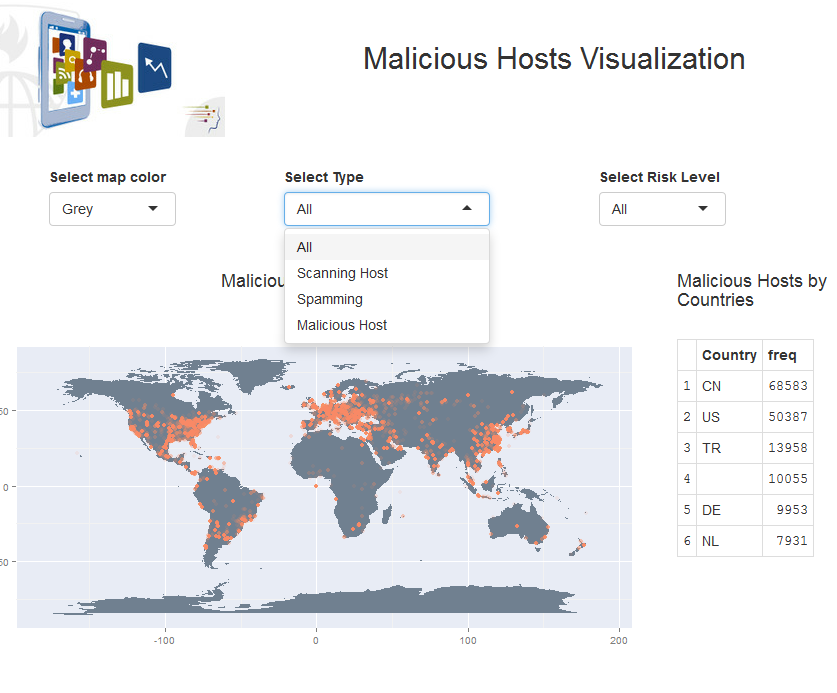 Malicious Hosts Visualization
Select map color
Select Type
Select Risk Level
Grey
All
All
All
Scanning Host
Spamming
Malicious Host
Malicious Hosts by
Countries
Country freq
1 CN 68583
2 US 50387
3 TR 13958
4 10055
5 DE 9953
6 NL 7931
50
0
50
-100 0 100 200